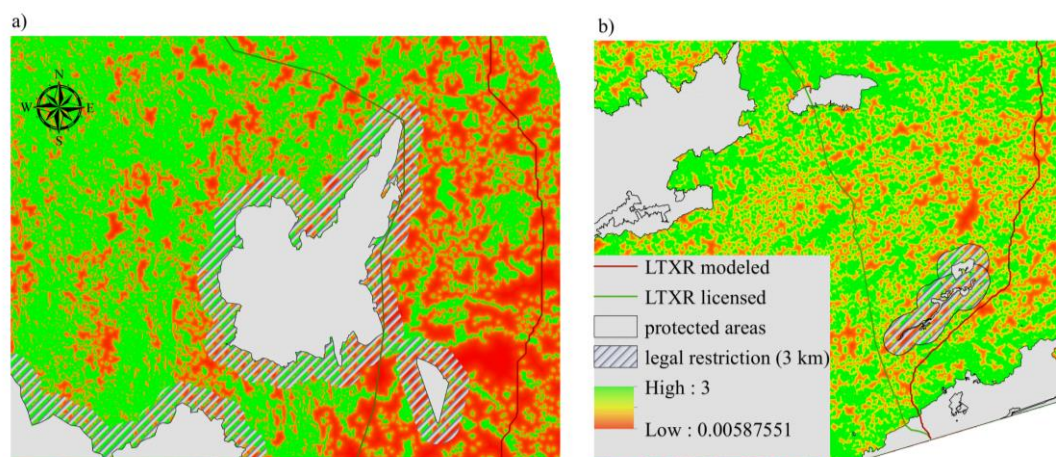 a)
N
W E
S
b)
LTXR modeled
LTXR licensed
protected areas
legal restriction (3 km)
High : 3
Low : 0.00587551